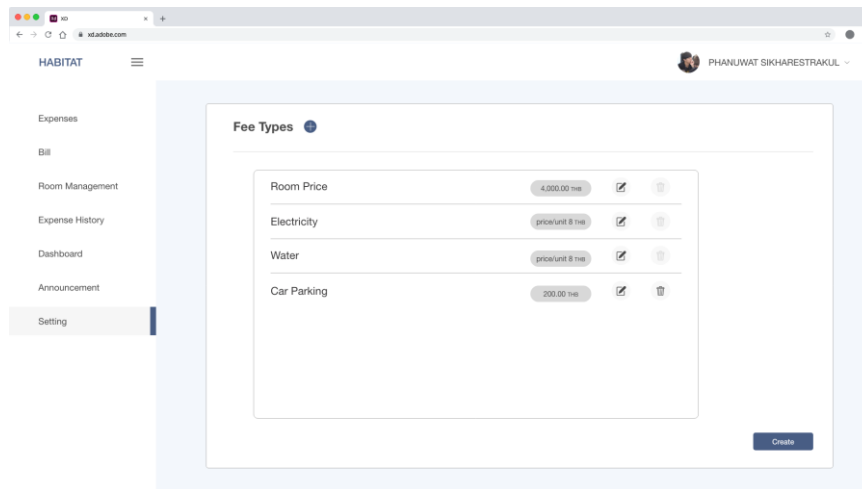 Xd XD × +
xd.adobe.com
HABITAT
PHANUWAT SIKHARESTRAKUL
Expenses
Bill
Room Management
Expense History
Dashboard
Announcement
Setting
Fee Types
Room Price 4,000.00 THB
Electricity price/unit 8 THB
Water price/unit 8 THB
Car Parking 200.00 THB
Create